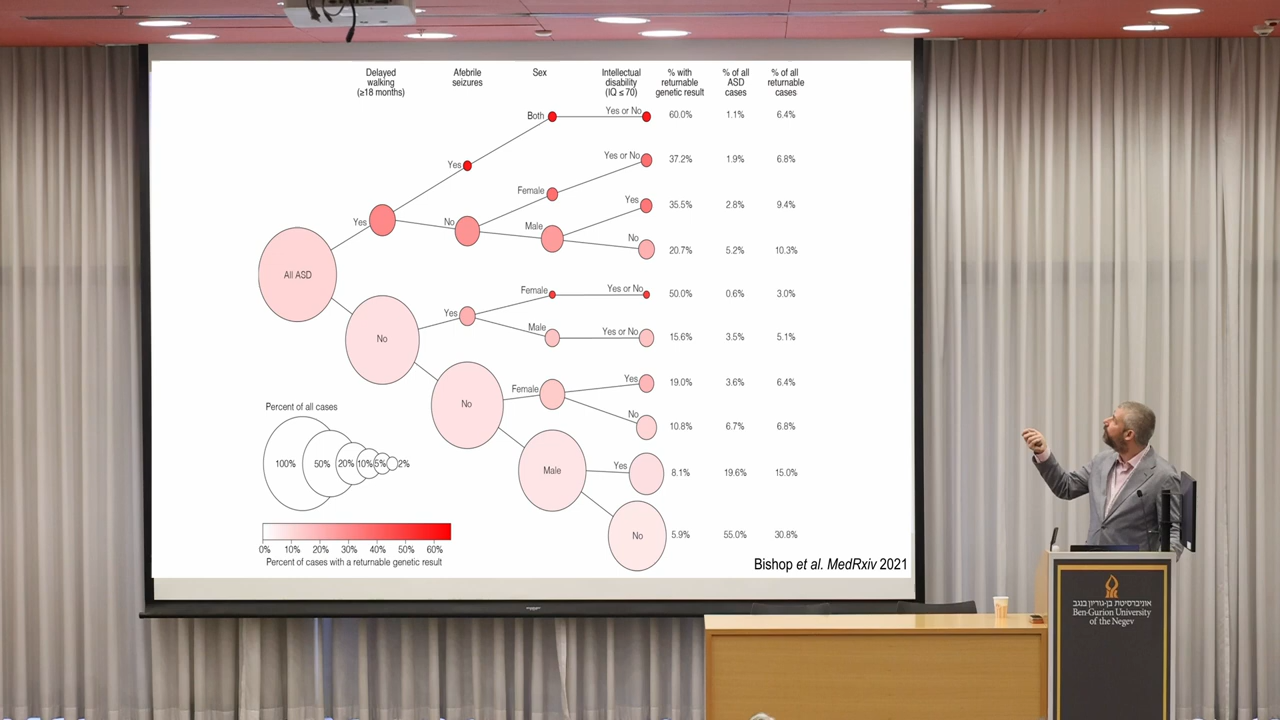 Delayed
walking
(≥18 months)
Afebrile
seizures
Sex
Intellectual
disability
(IQ ≤ 70)
% with
returnable
genetic result
% of all
ASD
cases
% of all
returnable
cases
Both
Yes or No
60.0%
1.1%
6.4%
Yes
Yes or No
37.2%
1.9%
6.8%
Female
Yes
35.5%
2.8%
9.4%
Yes
No
Male
No
20.7%
5.2%
10.3%
All ASD
Female
Yes or No
50.0%
0.6%
3.0%
Yes
No
Male
Yes or No
15.6%
3.5%
5.1%
Yes
19.0%
3.6%
6.4%
No
Female
No
10.8%
6.7%
6.8%
Male
Yes
8.1%
19.6%
15.0%
No
5.9%
55.0%
30.8%
Percent of all cases
100% 50% 20% 10% 5% 2%
0% 10% 20% 30% 40% 50% 60%
Percent of cases with a returnable genetic result
Bishop et al. MedRxiv 2021
אוניברסיטת בן-גוריון בנגב
Ben-Gurion University
of the Negev